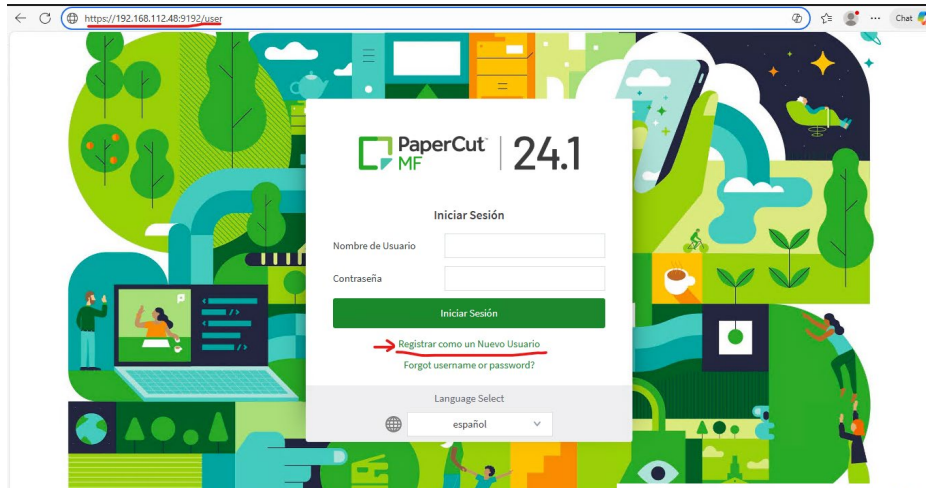 https://192.168.112.48:9192/user
Chat
PaperCut™ MF | 24.1
Iniciar Sesión
Nombre de Usuario
Contraseña
Iniciar Sesión
Registrar como un Nuevo Usuario
Forgot username or password?
Language Select
español